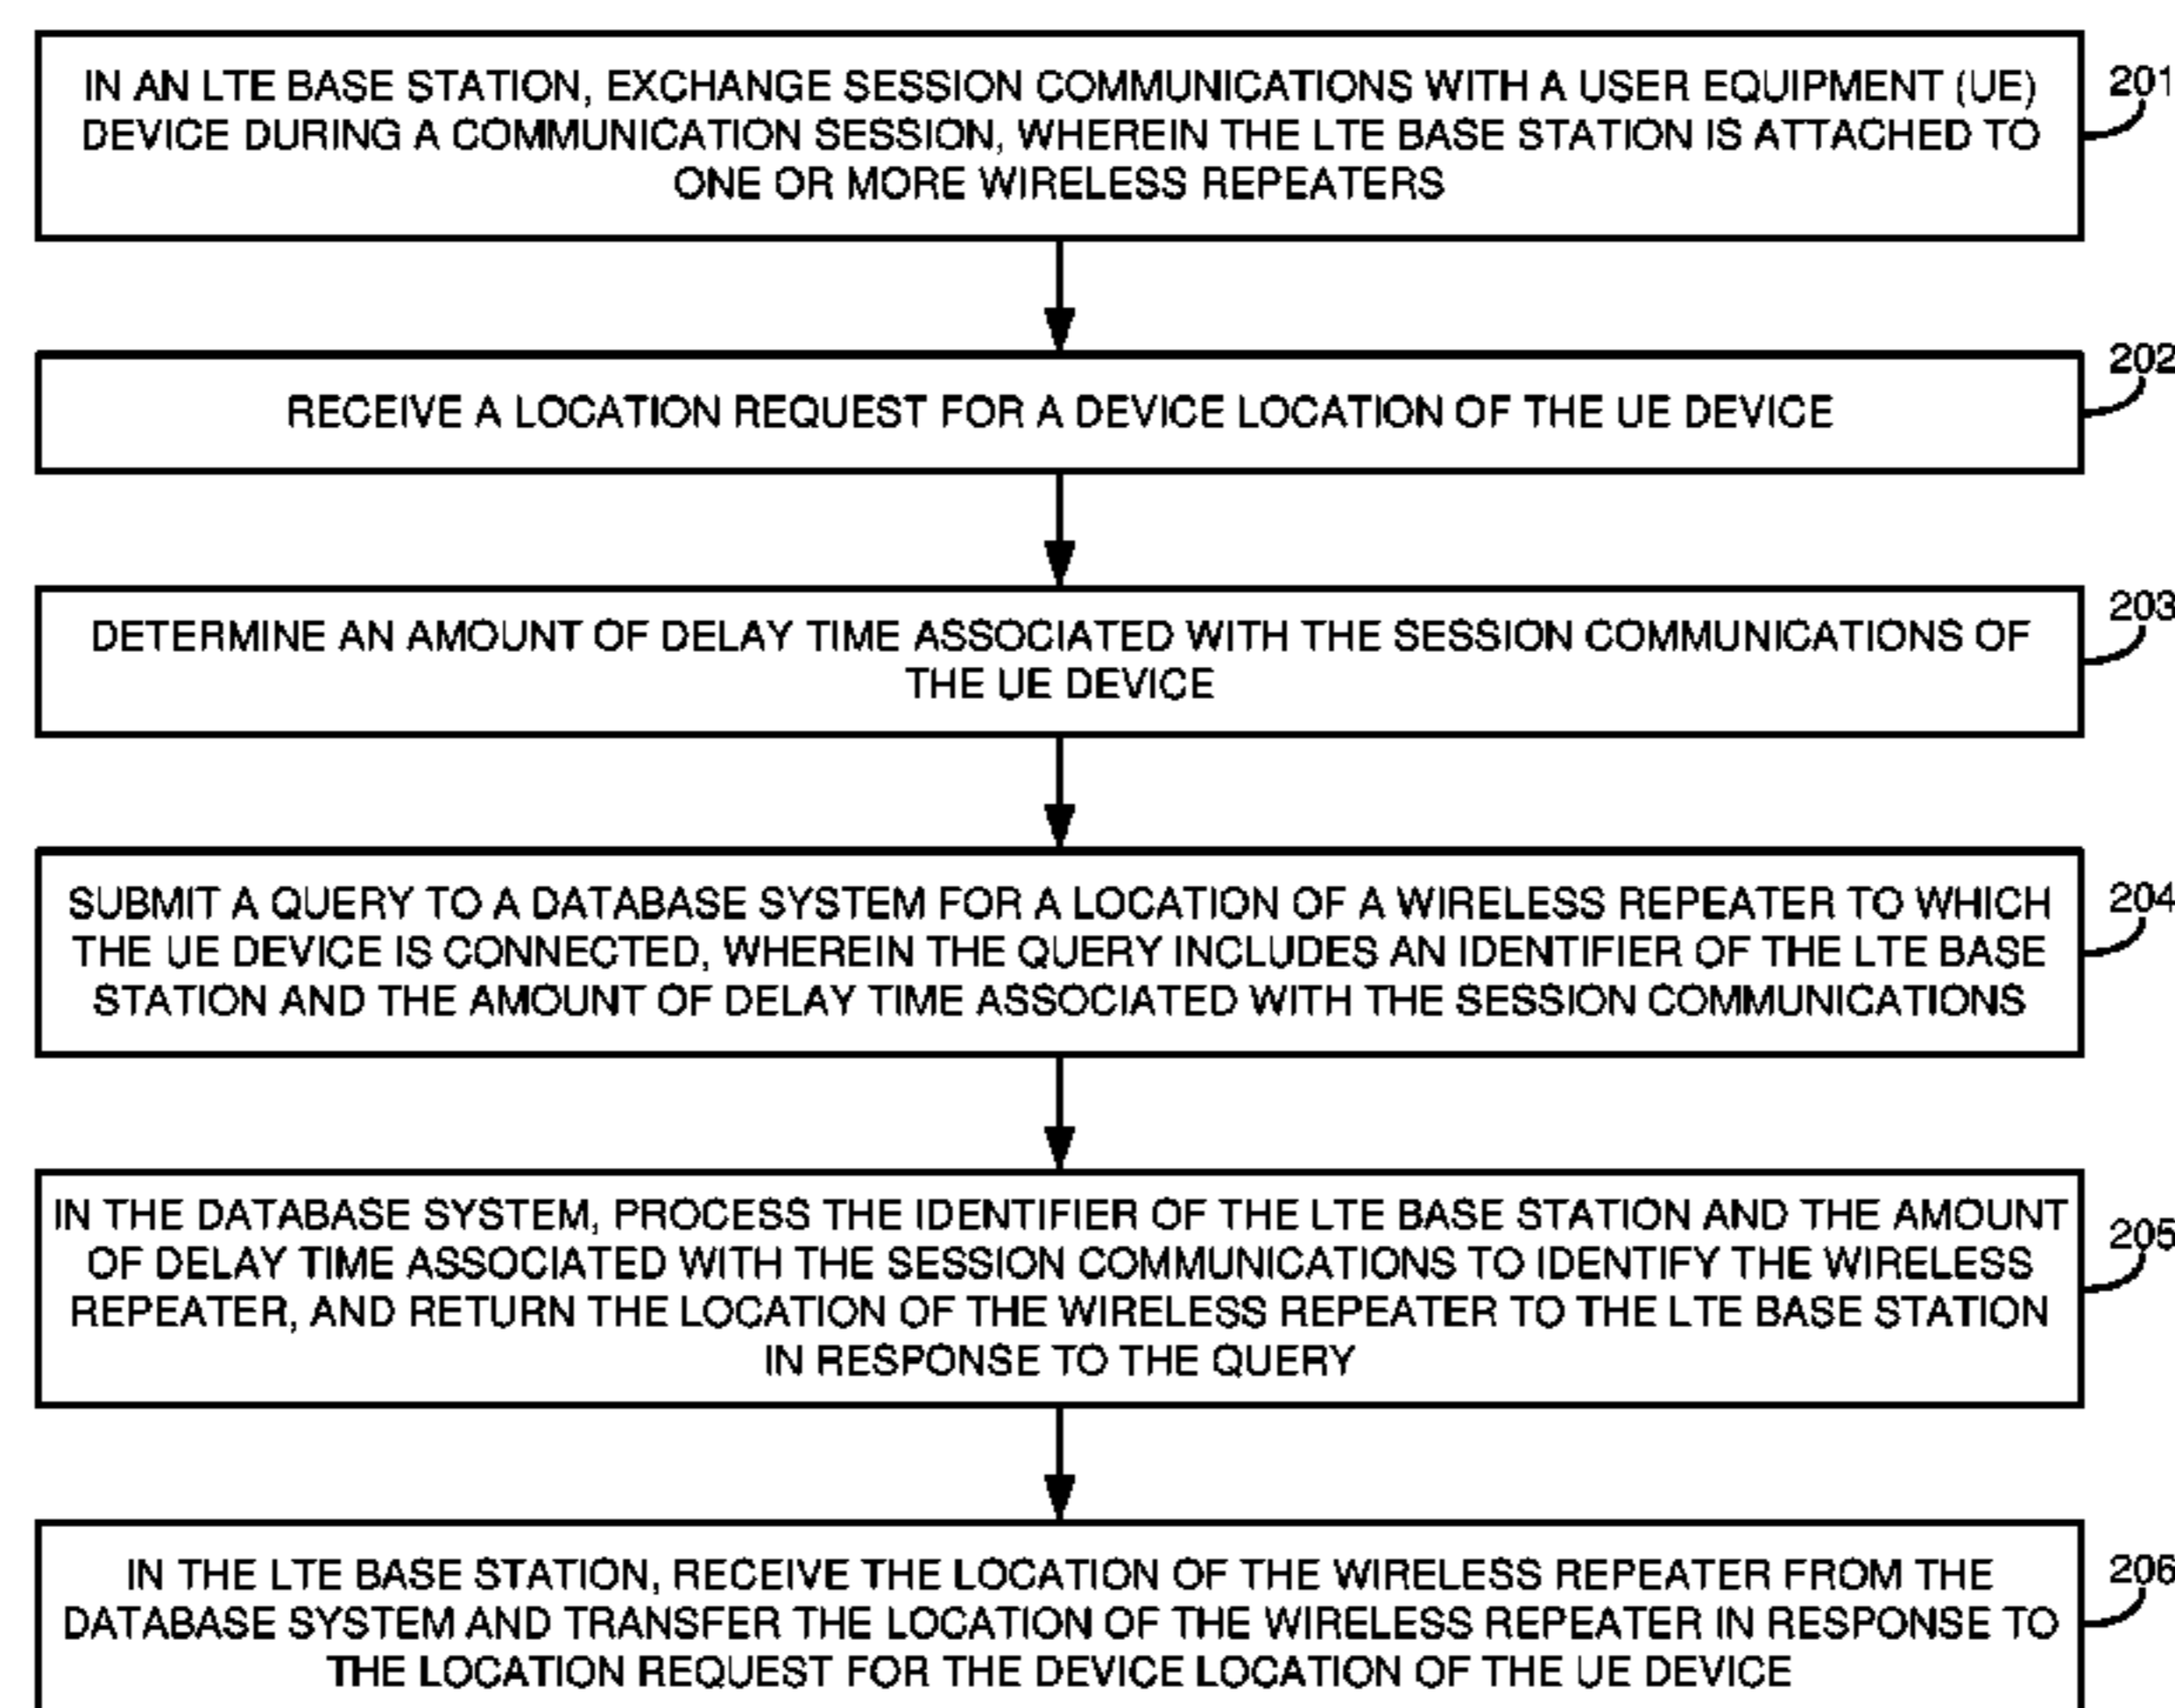 IN AN LTE BASE STATION, EXCHANGE SESSION COMMUNICATIONS WITH A USER EQUIPMENT (UE)
DEVICE DURING A COMMUNICATION SESSION, WHEREIN THE LTE BASE STATION IS ATTACHED TO
ONE OR MORE WIRELESS REPEATERS
201
RECEIVE A LOCATION REQUEST FOR A DEVICE LOCATION OF THE UE DEVICE
202
DETERMINE AN AMOUNT OF DELAY TIME ASSOCIATED WITH THE SESSION COMMUNICATIONS OF
THE UE DEVICE
203
SUBMIT A QUERY TO A DATABASE SYSTEM FOR A LOCATION OF A WIRELESS REPEATER TO WHICH
THE UE DEVICE IS CONNECTED, WHEREIN THE QUERY INCLUDES AN IDENTIFIER OF THE LTE BASE
STATION AND THE AMOUNT OF DELAY TIME ASSOCIATED WITH THE SESSION COMMUNICATIONS
204
IN THE DATABASE SYSTEM, PROCESS THE IDENTIFIER OF THE LTE BASE STATION AND THE AMOUNT
OF DELAY TIME ASSOCIATED WITH THE SESSION COMMUNICATIONS TO IDENTIFY THE WIRELESS
REPEATER, AND RETURN THE LOCATION OF THE WIRELESS REPEATER TO THE LTE BASE STATION
IN RESPONSE TO THE QUERY
205
IN THE LTE BASE STATION, RECEIVE THE LOCATION OF THE WIRELESS REPEATER FROM THE
DATABASE SYSTEM AND TRANSFER THE LOCATION OF THE WIRELESS REPEATER IN RESPONSE TO
THE LOCATION REQUEST FOR THE DEVICE LOCATION OF THE UE DEVICE
206